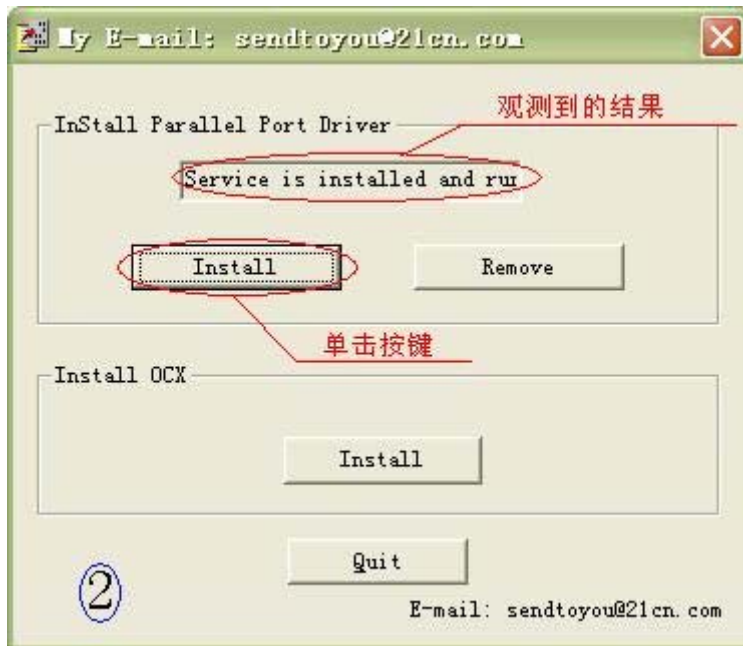 My E-mail: sendtoyou@21cn.com
观测到的结果
InStall Parallel Port Driver
Service is installed and rur
Install
Remove
单击按键
Install OCX
Install
Quit
②
E-mail: sendtoyou@21cn.com